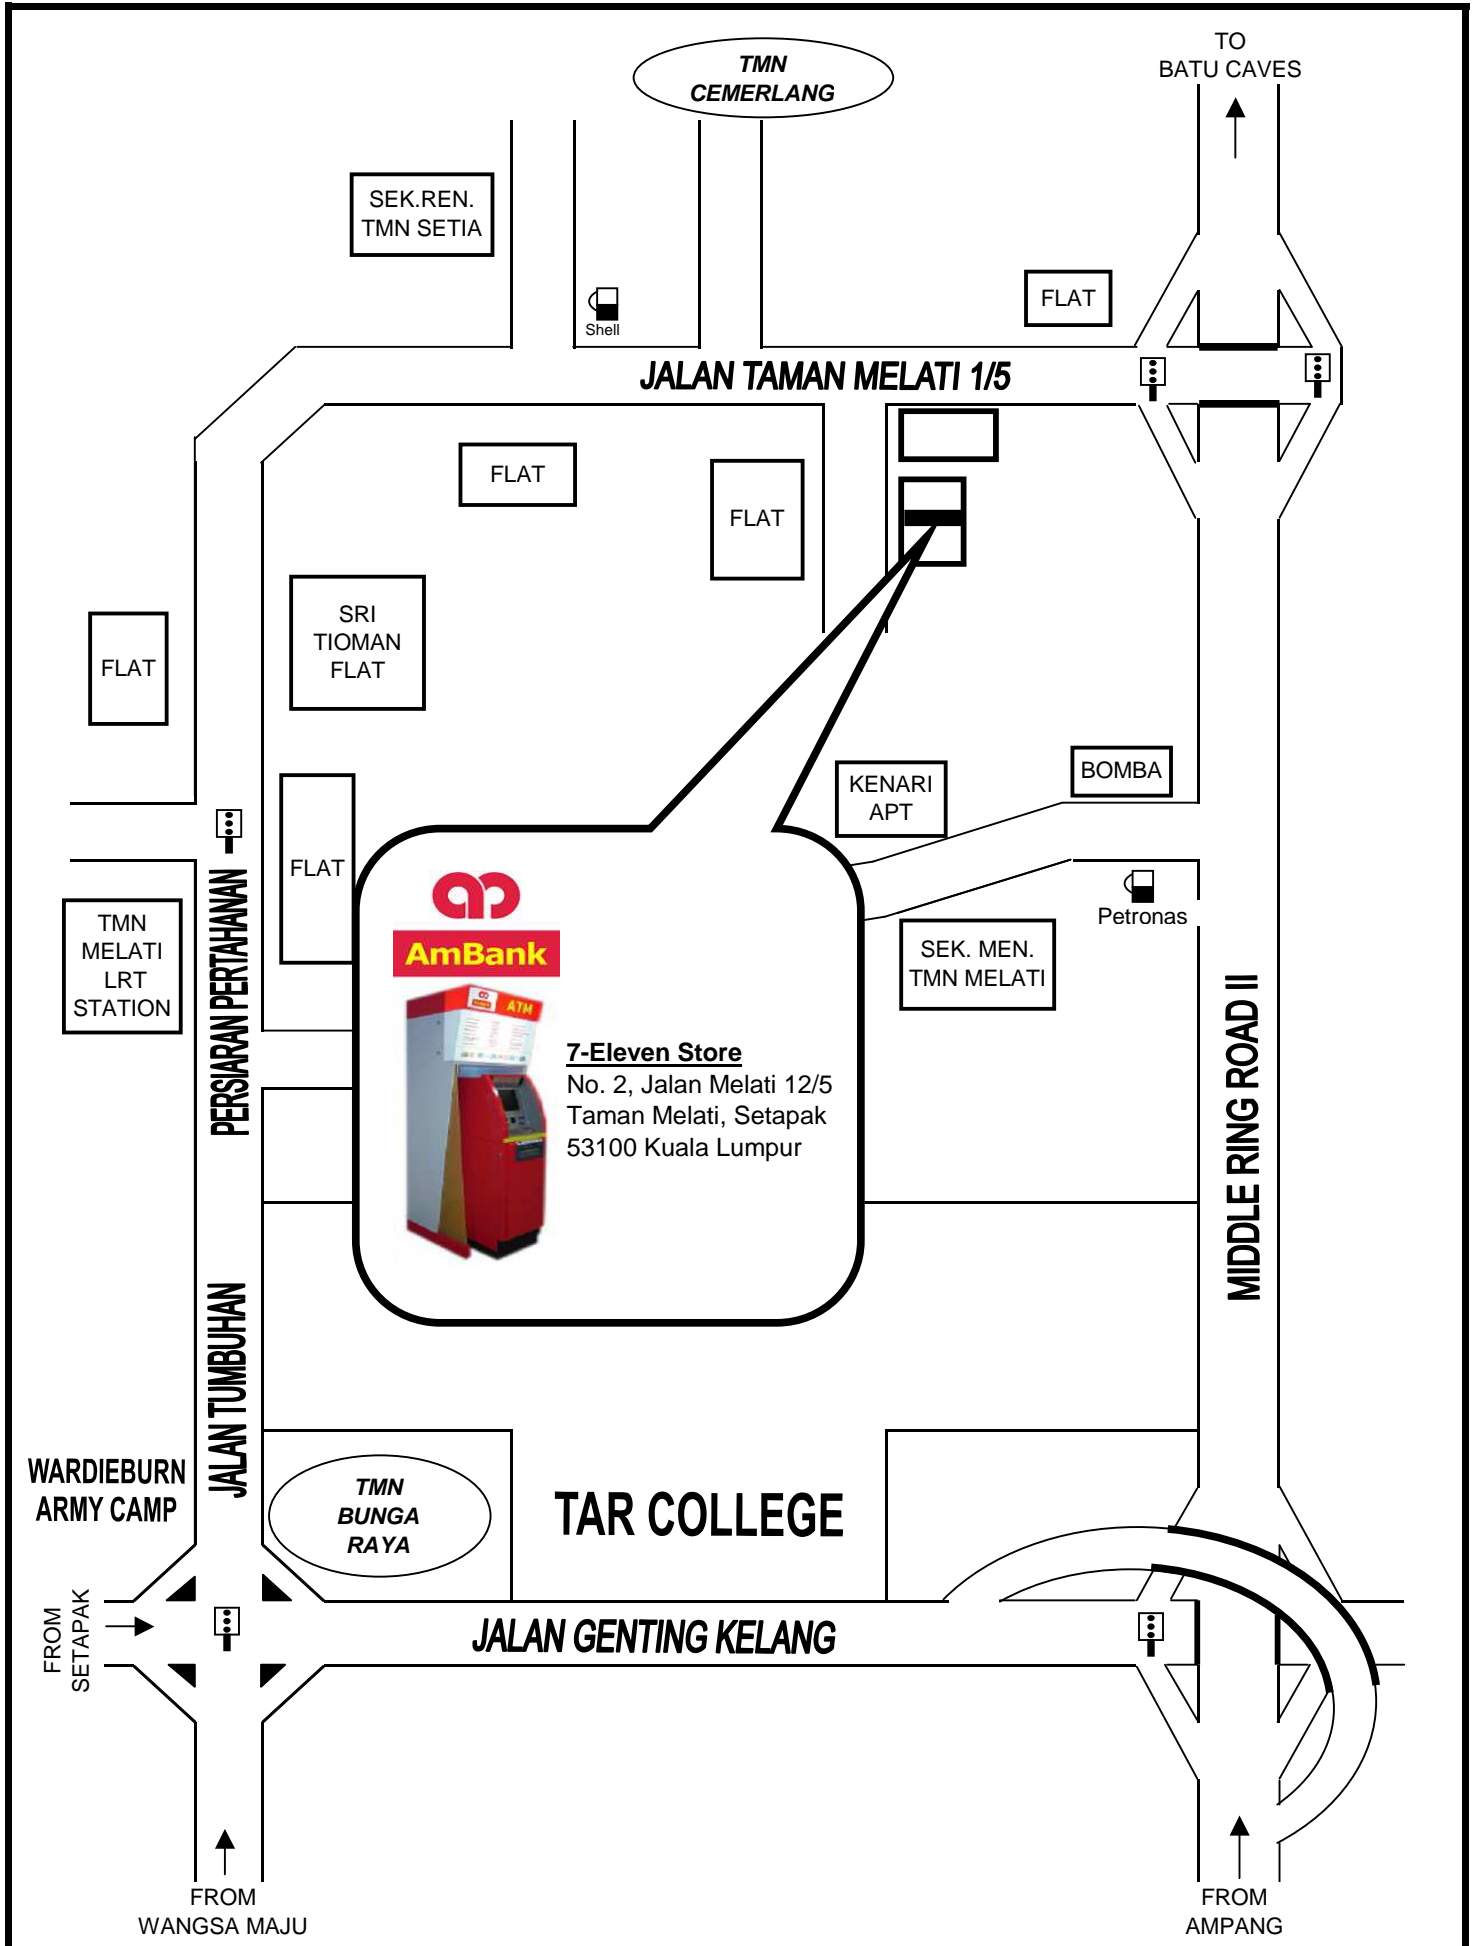 TO
BATU CAVES
TMN
CEMERLANG
SEK.REN.
TMN SETIA
Shell
FLAT
JALAN TAMAN MELATI 1/5
FLAT
FLAT
SRI
TIOMAN
FLAT
FLAT
BOMBA
KENARI
APT
FLAT
Petronas
TMN
MELATI
LRT
STATION
PERSIARAN PERTAHANAN
SEK. MEN.
TMN MELATI
AmBank
ATM
7-Eleven Store
No. 2, Jalan Melati 12/5
Taman Melati, Setapak
53100 Kuala Lumpur
MIDDLE RING ROAD II
JALAN TUMBUHAN
WARDIEBURN
ARMY CAMP
TMN
BUNGA
RAYA
TAR COLLEGE
FROM
SETAPAK
JALAN GENTING KELANG
FROM
WANGSA MAJU
FROM
AMPANG